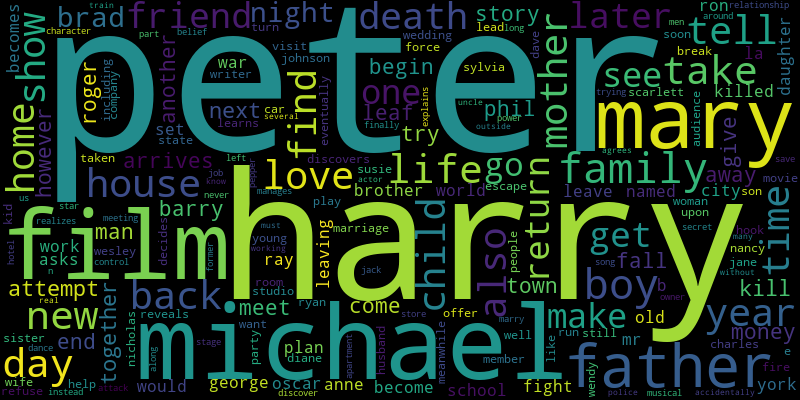 peter
harry
michael
film
mary
father
friend
death
later
tell
brad
night
story
ron
relationship
train
character
part
belief
turn
visit
lead
long
men
around
becomes
show
roger
including
company
another
war
writer
johnson
force
wedding
dave
sylvia
soon
break
la
daughter
begin
one
mother
see
take
scarlett
killed
home
however
next
car
several
find
eventually
leaf
phil
explains
uncle
power
trying
audience
set
state
learns
try
finally
outside
agrees
taken
arrives
discovers
house
love
life
go
family
give
away
movie
us
star
left
job
know
never
pepper
manages
susie
actor
brother
world
escape
leave
named
city
son
save
barry
decides
play
marriage
return
woman
upon
secret
many
kid
realizes
meeting
man
work
asks
wesley
control
n
former
must
working
ray
young
leaving
child
also
people
town
get
fall
song
hook
nancy
jane
without
time
hotel
back
room
studio
jack
boy
b
owner
kill
attempt
new
real
together
reveals
meet
ryan
want
come
store
offer
marry
well
make
run
still
old
mr
year
money
charles
e
day
end
sister
dance
nicholas
along
stage
party
plan
diane
apartment
husband
meanwhile
member
like
fire
wife
help
refuse
instead
attack
would
george
discover
oscar
anne
become
school
fight
wendy
police
musical
accidentally
york